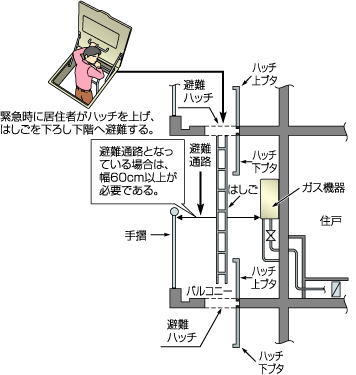 緊急時に居住者がハッチを上げ、
はしごを下ろし下階へ避難する。
避難
ハッチ
ハッチ
上ブタ
避難通路となっ
ている場合は、
幅60cm以上が
必要である。
避難
通路
ハッチ
下ブタ
はしご
ガス機器
住戸
手摺
ハッチ
上ブタ
バルコニー
避難
ハッチ
ハッチ
下ブタ